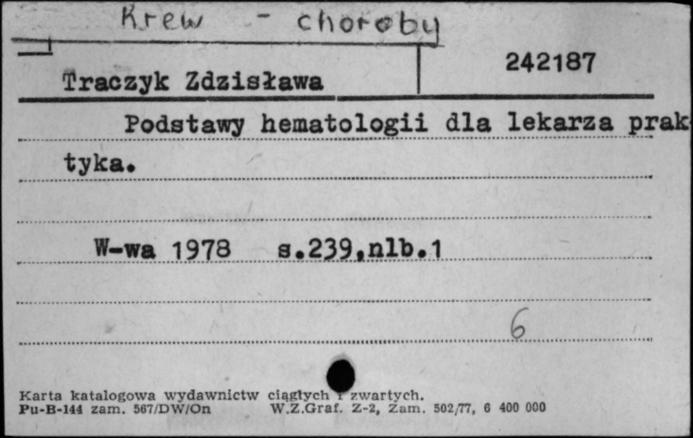 Krew - choroby
242187
Traczyk Zdzisława
Podstawy hematologii dla lekarza prak
tyka.
W-wa 1978 s.239,nlb.1
6
Karta katalogowa wydawnictw ciągłych i zwartych.
Pu-B-144 zam. 567/DW/On W.Z.Graf. Z-2, Zam. 502/77, 6 400 000